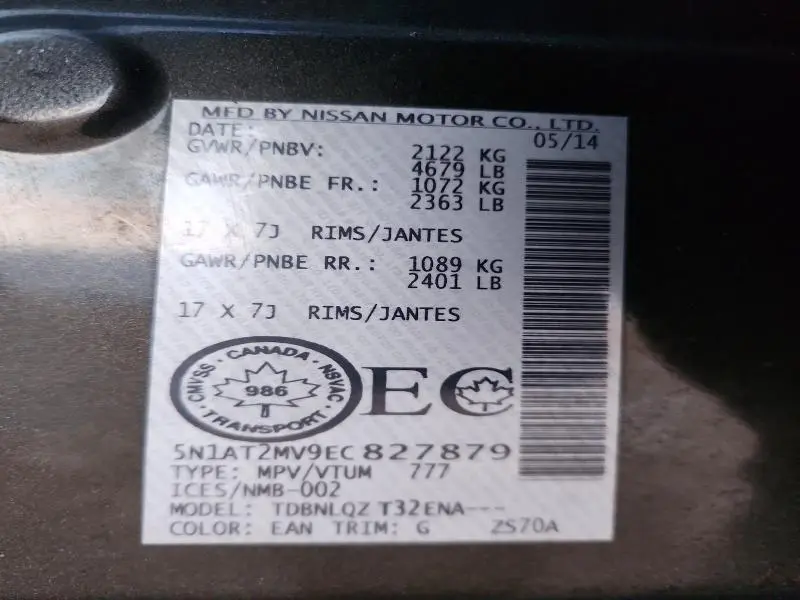 MFD BY NISSAN MOTOR CO., LTD.
DATE: 05/14
GVWR/PNBV: 2122 KG
4679 LB
GAWR/PNBE FR.: 1072 KG
2363 LB
17 X 7J RIMS/JANTES
GAWR/PNBE RR.: 1089 KG
2401 LB
17 X 7J RIMS/JANTES
CANADA
CMVSS 986 NSVAC
TRANSPORT
EC
5N1AT2MV9EC827879
TYPE: MPV/VTUM 777
ICES/NMB-002
MODEL: TDBNLQZ T32ENA---
COLOR: EAN TRIM: G ZS70A